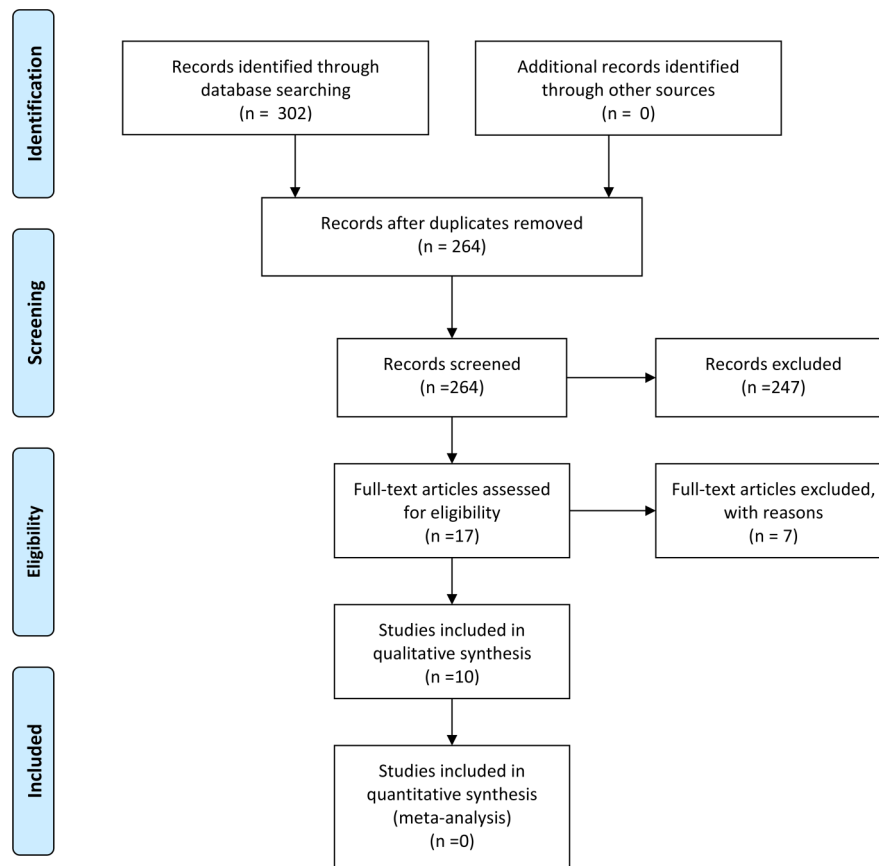 Identification
Records identified through
database searching
(n = 302)
Additional records identified
through other sources
(n = 0)
Records after duplicates removed
(n = 264)
Screening
Records screened
(n =264)
Records excluded
(n =247)
Eligibility
Full-text articles assessed
for eligibility
(n =17)
Full-text articles excluded,
with reasons
(n = 7)
Studies included in
qualitative synthesis
(n =10)
Included
Studies included in
quantitative synthesis
(meta-analysis)
(n =0)